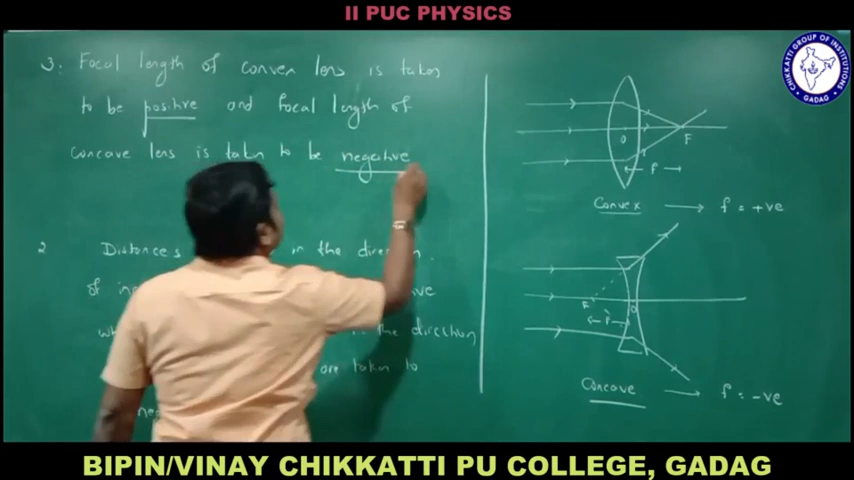 II PUC PHYSICS
CHIKKATTI GROUP OF INSTITUTIONS
GADAG
3. Focal length of convex lens is taken
to be positive and focal length of
Concave lens is taken to be negative
2 Distances in the direction
of
the direction
are taken to
O
F
f
Convex → f = +ve
F
O
f
Concave → f = -ve
BIPIN/VINAY CHIKKATTI PU COLLEGE, GADAG